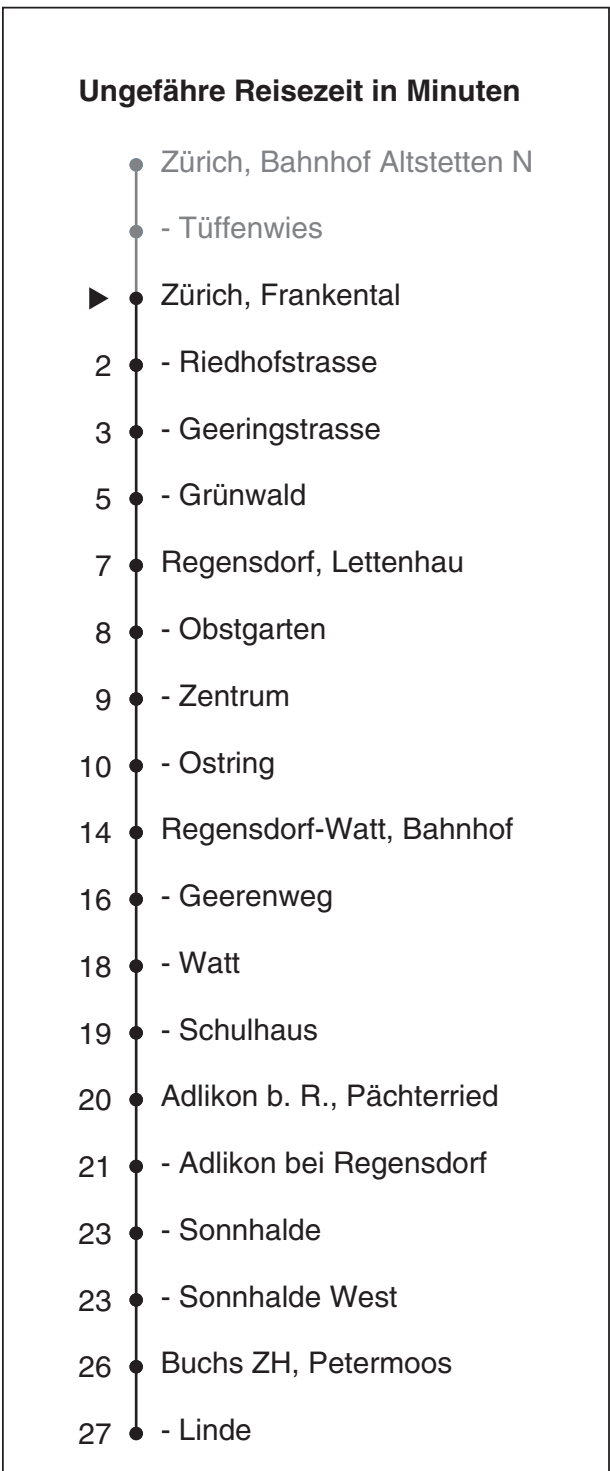 Ungefähre Reisezeit in Minuten
Zürich, Bahnhof Altstetten N
- Tüffenwies
Zürich, Frankental
2 - Riedhofstrasse
3 - Geeringstrasse
5 - Grünwald
7 Regensdorf, Lettenhau
8 - Obstgarten
9 - Zentrum
10 - Ostring
14 Regensdorf-Watt, Bahnhof
16 - Geerenweg
18 - Watt
19 - Schulhaus
20 Adlikon b. R., Pächterried
21 - Adlikon bei Regensdorf
23 - Sonnhalde
23 - Sonnhalde West
26 Buchs ZH, Petermoos
27 - Linde